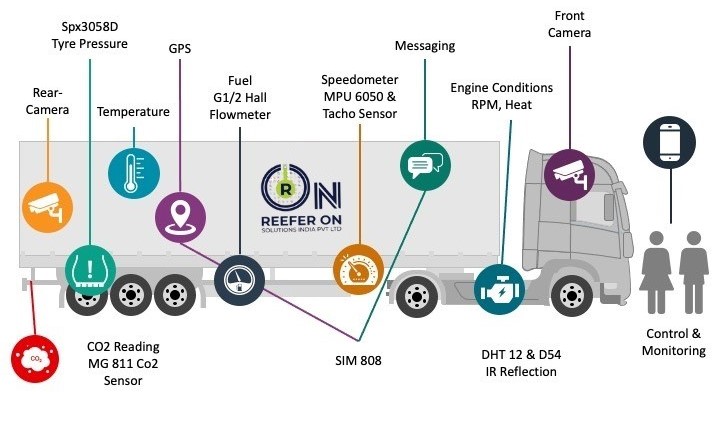 Spx3058D
Tyre Pressure
GPS
Messaging
Front
Camera
Rear-
Camera
Temperature
Fuel
G1/2 Hall
Flowmeter
Speedometer
MPU 6050 &
Tacho Sensor
Engine Conditions
RPM, Heat
R
ON
REEFER ON
SOLUTIONS INDIA PVT LTD
!
CO₂
CO2 Reading
MG 811 Co2
Sensor
SIM 808
DHT 12 & D54
IR Reflection
Control &
Monitoring